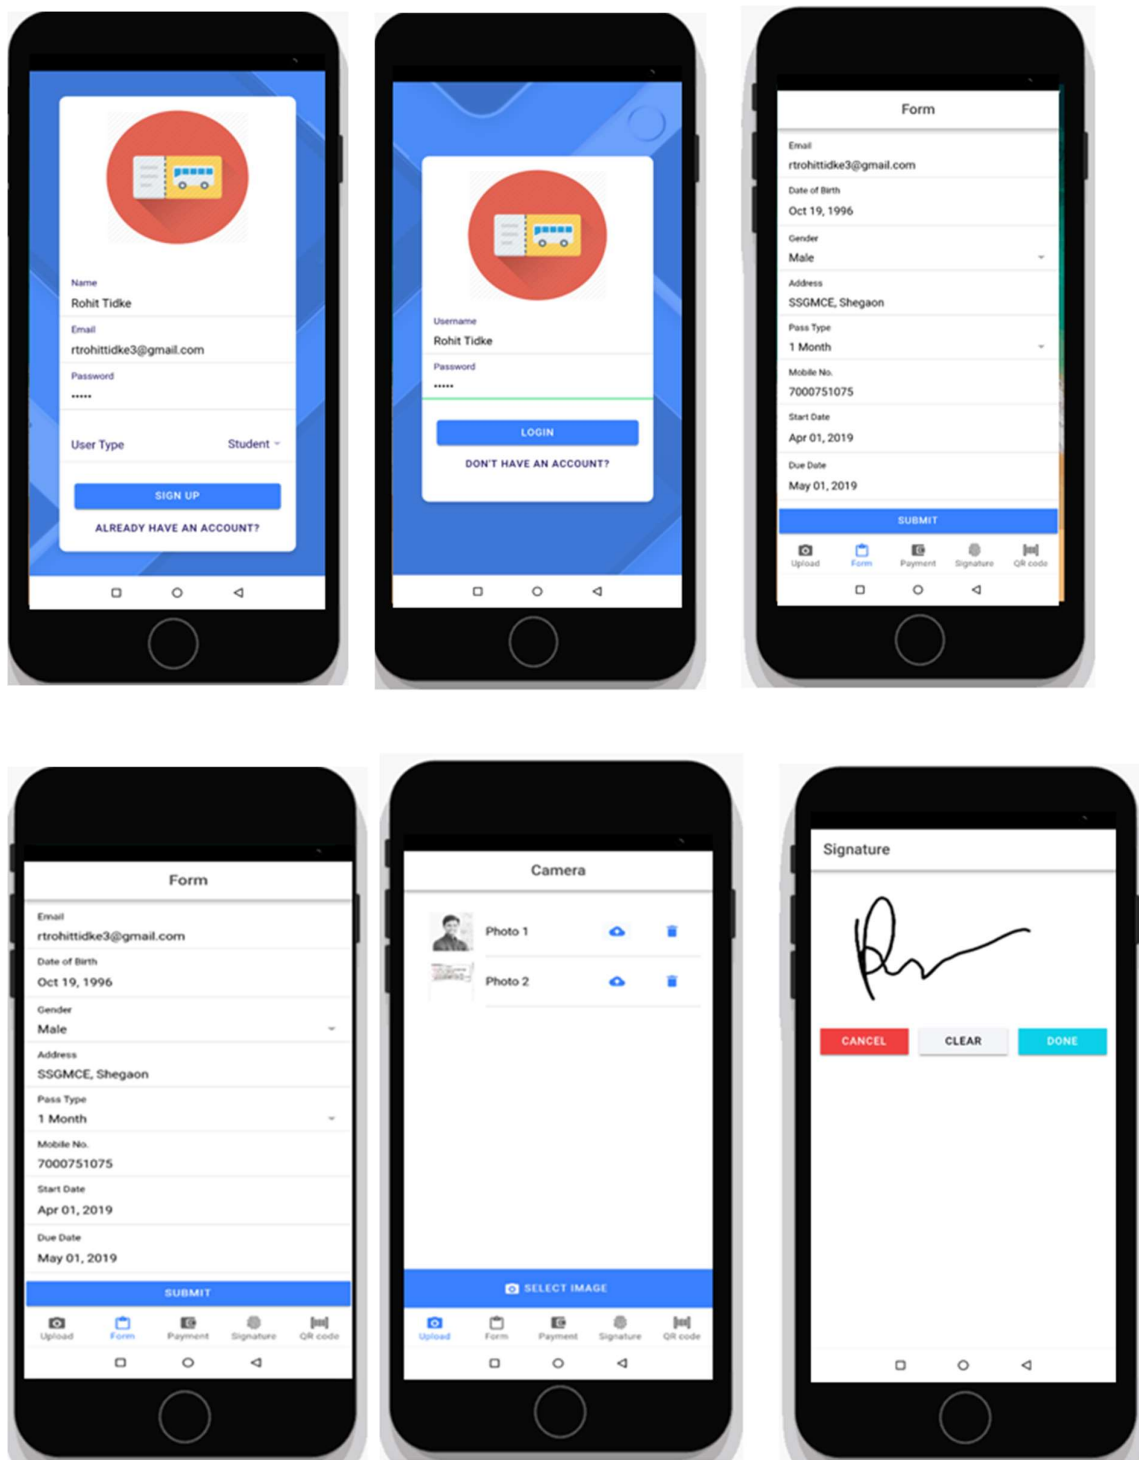 Name
Rohit Tidke
Email
rtrohittidke3@gmail.com
Password
•••••
User Type Student
SIGN UP
ALREADY HAVE AN ACCOUNT?
Username
Rohit Tidke
Password
•••••
LOGIN
DON'T HAVE AN ACCOUNT?
Form
Email
rtrohittidke3@gmail.com
Date of Birth
Oct 19, 1996
Gender
Male
Address
SSGMCE, Shegaon
Pass Type
1 Month
Mobile No.
7000751075
Start Date
Apr 01, 2019
Due Date
May 01, 2019
SUBMIT
Upload Form Payment Signature QR code
Form
Email
rtrohittidke3@gmail.com
Date of Birth
Oct 19, 1996
Gender
Male
Address
SSGMCE, Shegaon
Pass Type
1 Month
Mobile No.
7000751075
Start Date
Apr 01, 2019
Due Date
May 01, 2019
SUBMIT
Upload Form Payment Signature QR code
Camera
Photo 1
Photo 2
SELECT IMAGE
Upload Form Payment Signature QR code
Signature
CANCEL CLEAR DONE